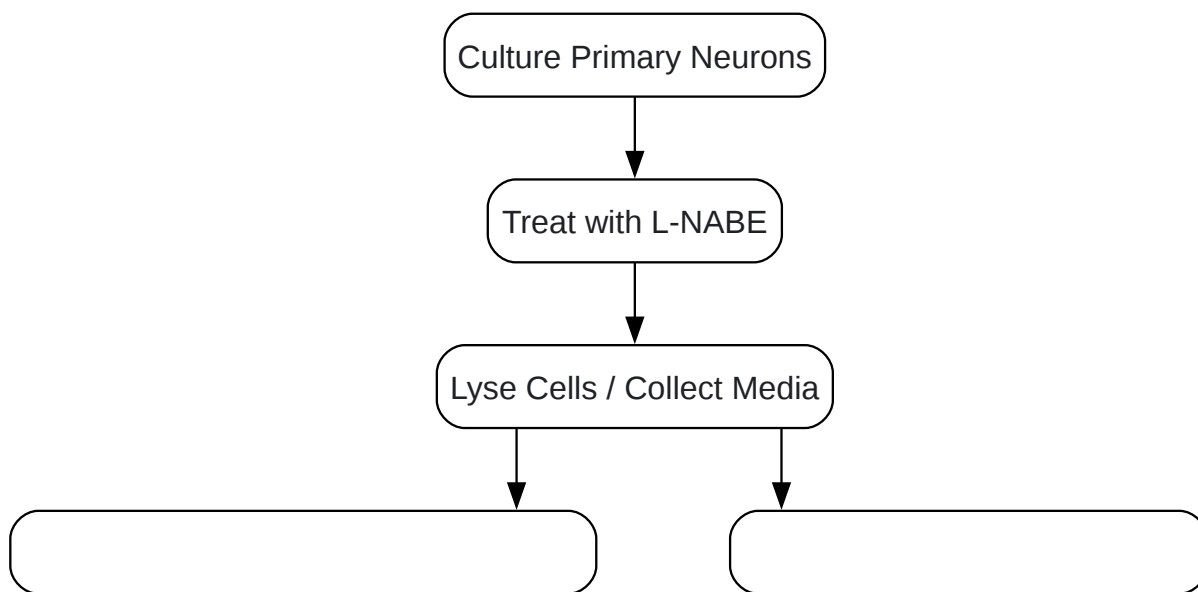 Culture Primary Neurons
Treat with L-NABE
Lyse Cells / Collect Media